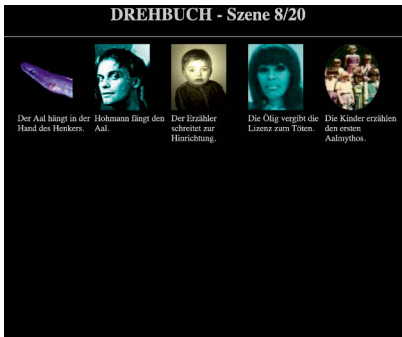 DREHBUCH - Szene 8/20
Der Aal hängt in der
Hand des Henkers.
Hohmann fängt den
Aal.
Der Erzähler
schreitet zur
Hinrichtung.
Die Ölig vergibt die
Lizenz zum Töten.
Die Kinder erzählen
den ersten
Aalmythos.